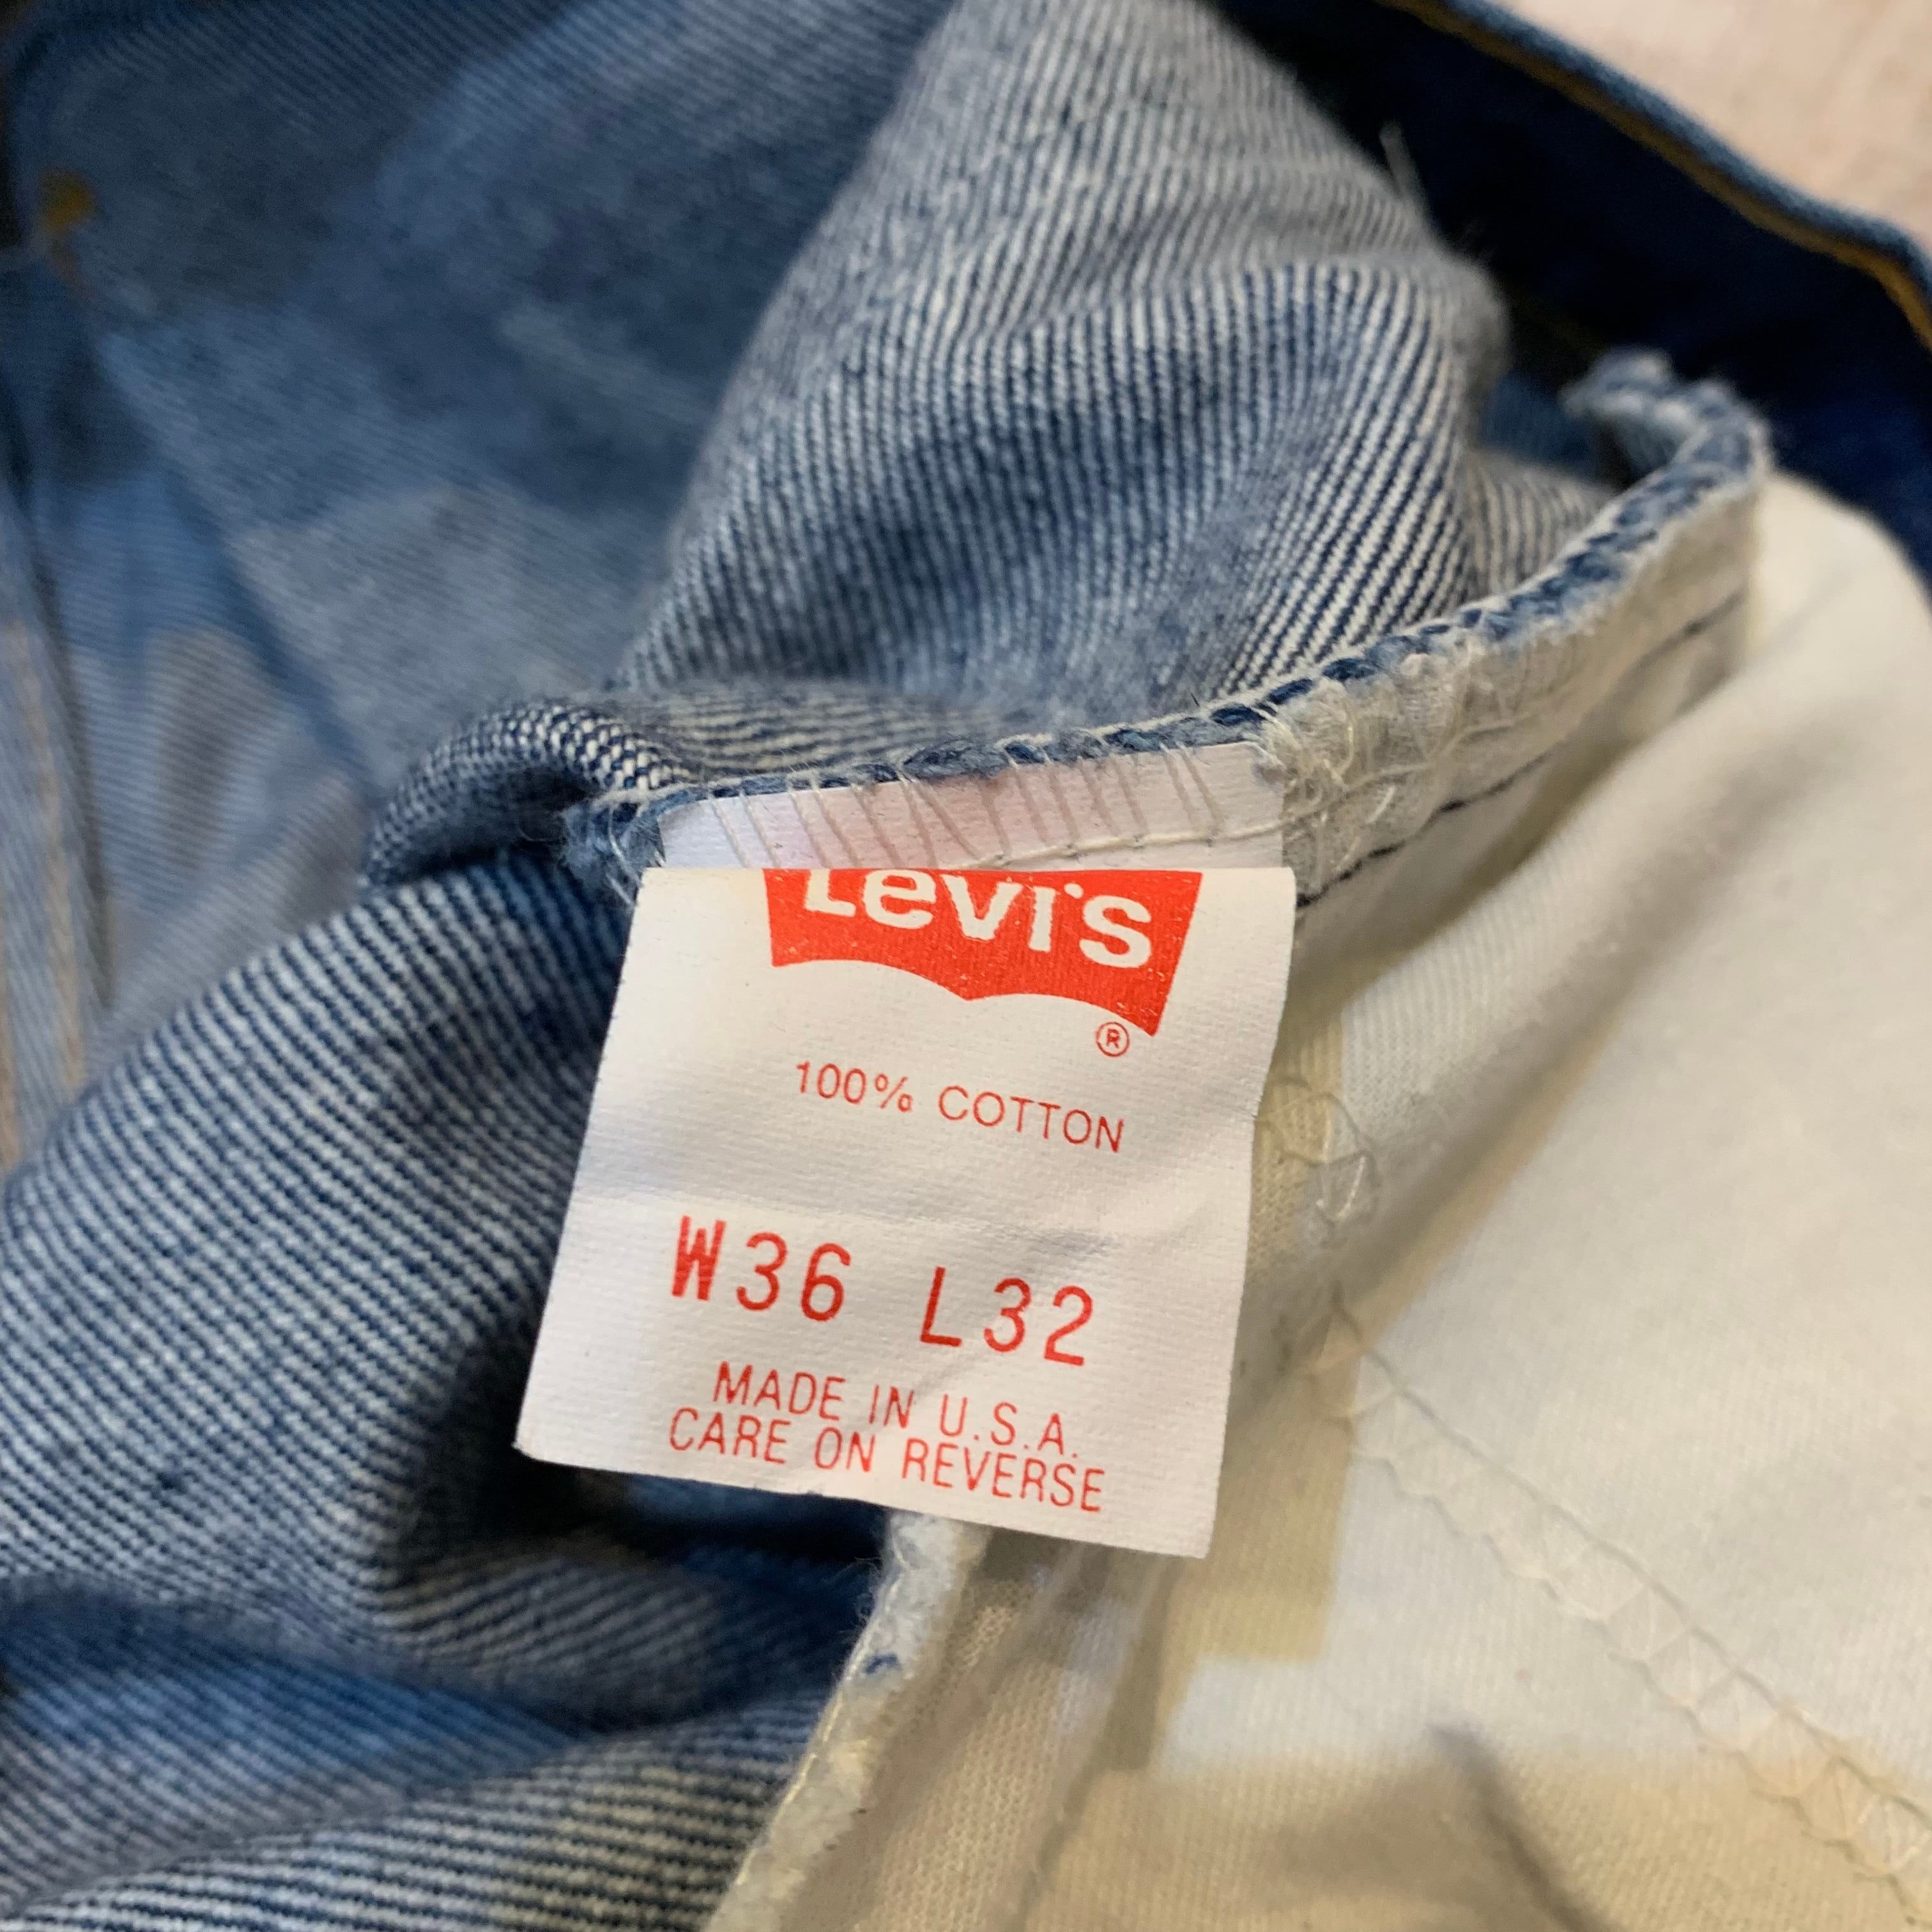 Levi's
®
100% COTTON
W36 L32
MADE IN U.S.A.
CARE ON REVERSE